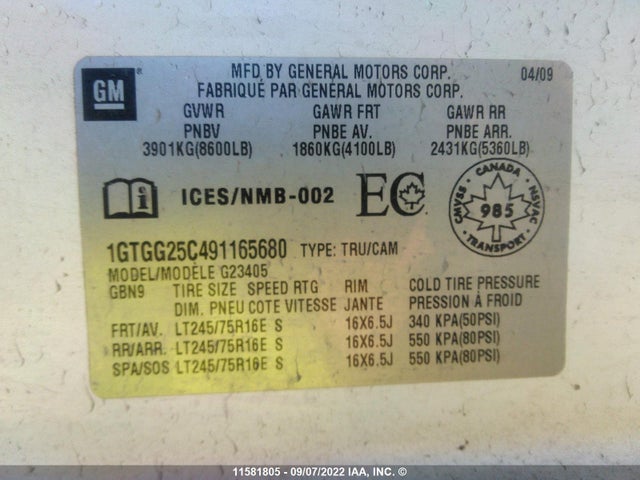 GM
MFD BY GENERAL MOTORS CORP. 04/09
FABRIQUÉ PAR GÉNÉRAL MOTORS CORP.
GVWR GAWR FRT GAWR RR
PNBV PNBE AV. PNBE ARR.
3901KG(8600LB) 1860KG(4100LB) 2431KG(5360LB)
i ICES/NMB-002 EC CANADA CMVSS NSVAC 985 TRANSPORT
1GTGG25C491165680 TYPE: TRU/CAM
MODEL/MODÈLE G23405
GBN9 TIRE SIZE SPEED RTG RIM COLD TIRE PRESSURE
DIM. PNEU COTE VITESSE JANTE PRESSION À FROID
FRT/AV. LT245/75R16E S 16X6.5J 340 KPA(50PSI)
RR/ARR. LT245/75R16E S 16X6.5J 550 KPA(80PSI)
SPA/SOS LT245/75R16E S 16X6.5J 550 KPA(80PSI)
11581805 - 09/07/2022 IAA, INC. ©